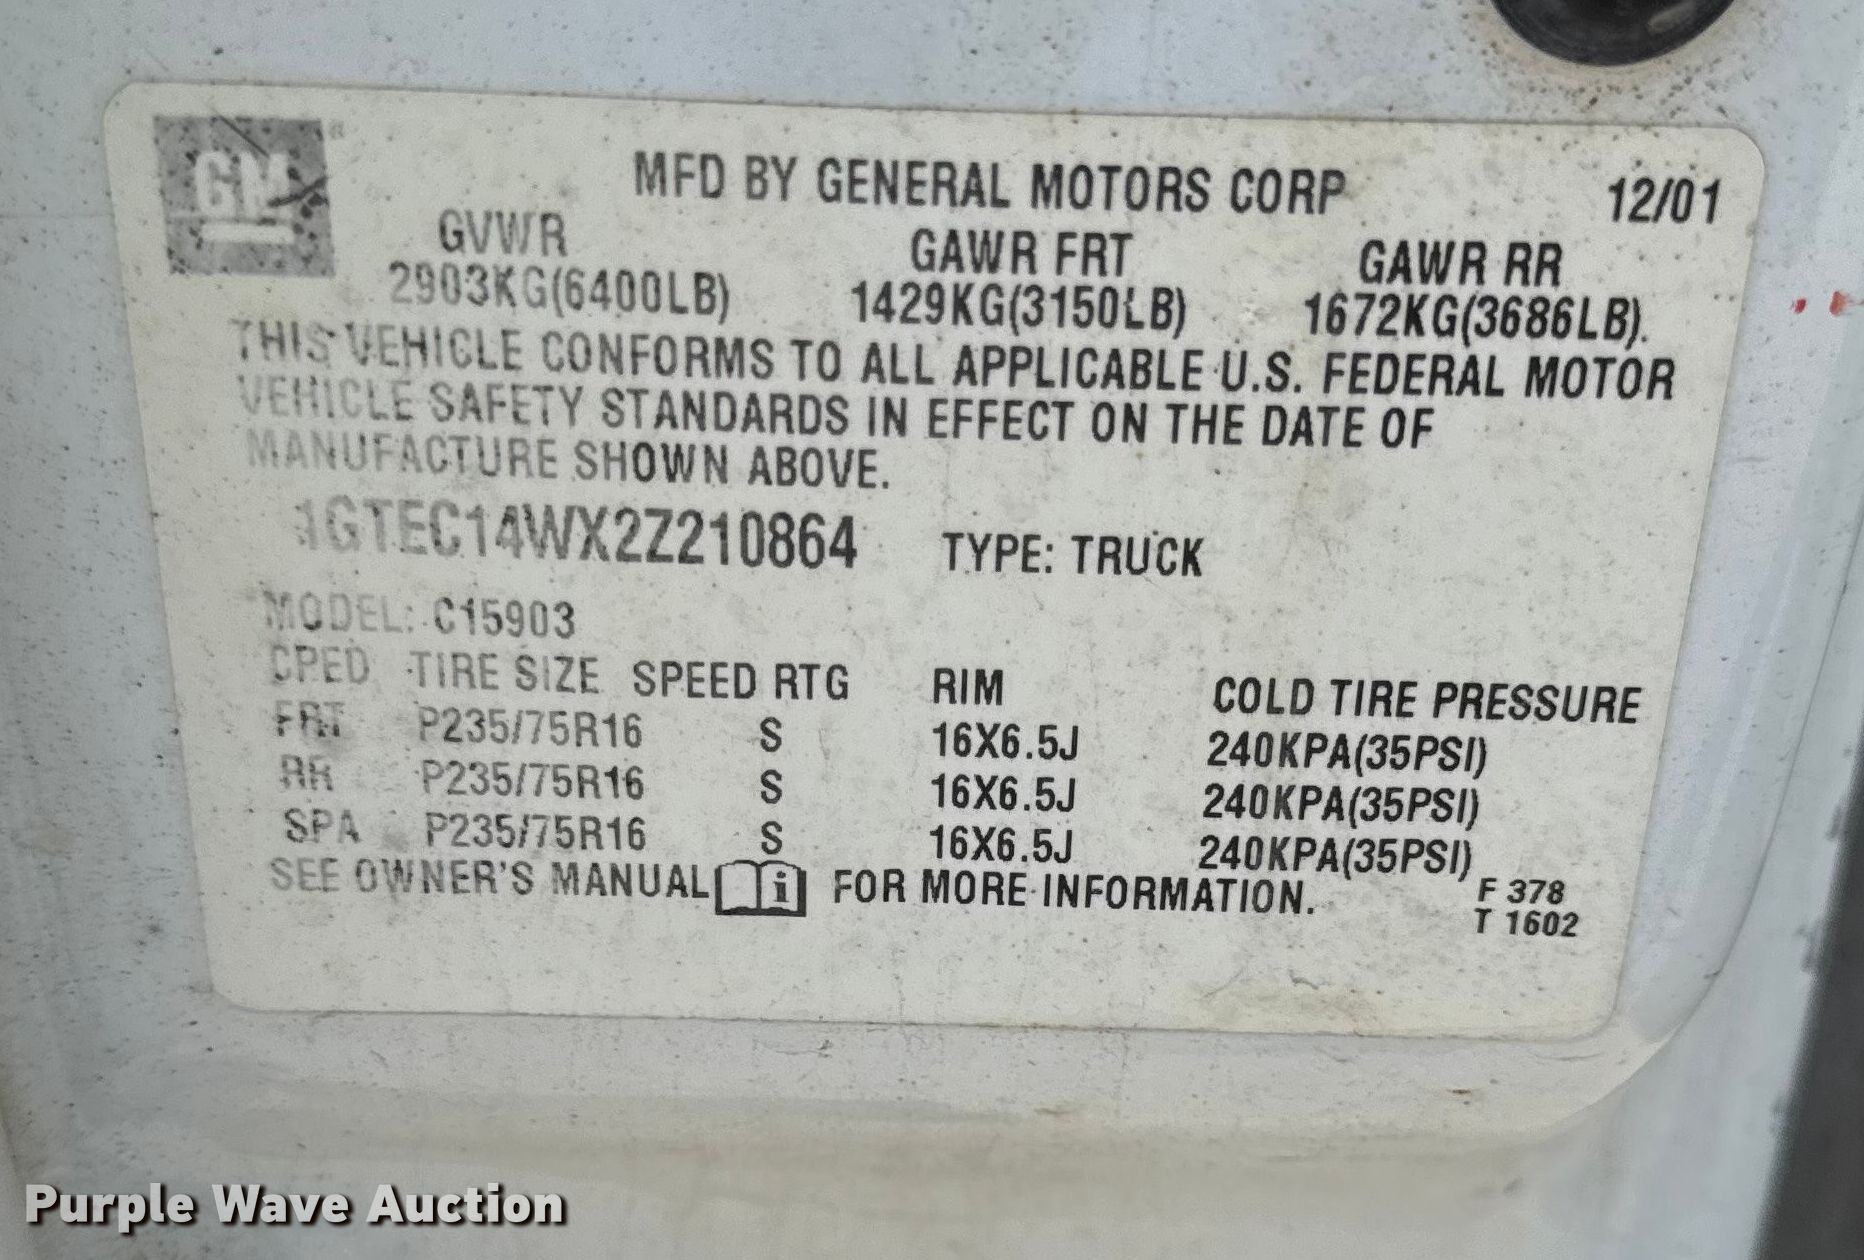 GM ®
MFD BY GENERAL MOTORS CORP 12/01
GVWR GAWR FRT GAWR RR
2903KG(6400LB) 1429KG(3150LB) 1672KG(3686LB).
THIS VEHICLE CONFORMS TO ALL APPLICABLE U.S. FEDERAL MOTOR
VEHICLE SAFETY STANDARDS IN EFFECT ON THE DATE OF
MANUFACTURE SHOWN ABOVE.
1GTEC14WX2Z210864 TYPE: TRUCK
MODEL: C15903
CPED TIRE SIZE SPEED RTG RIM COLD TIRE PRESSURE
FRT P235/75R16 S 16X6.5J 240KPA(35PSI)
RR P235/75R16 S 16X6.5J 240KPA(35PSI)
SPA P235/75R16 S 16X6.5J 240KPA(35PSI)
SEE OWNER'S MANUAL i FOR MORE INFORMATION.
F 378
T 1602
Purple Wave Auction